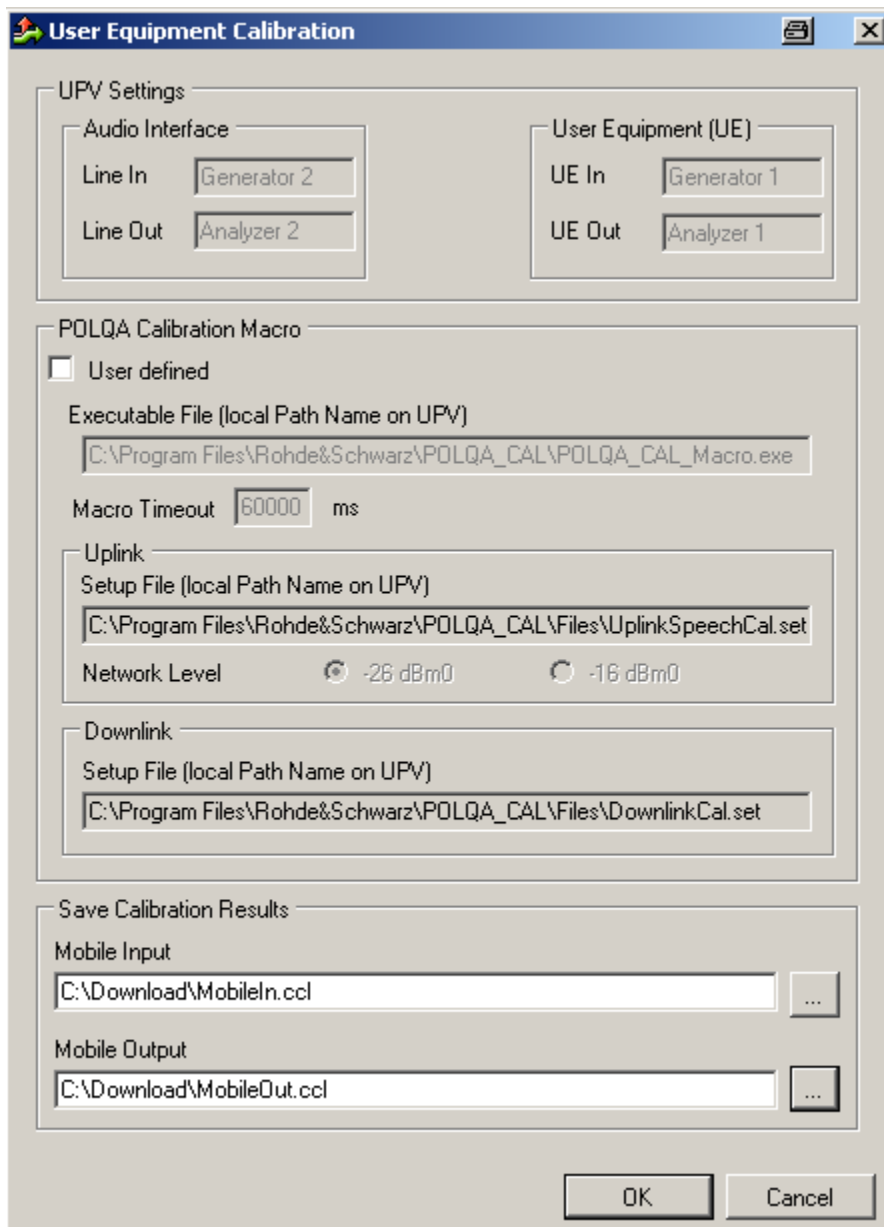 User Equipment Calibration
UPV Settings
Audio Interface
Line In Generator 2
Line Out Analyzer 2
User Equipment (UE)
UE In Generator 1
UE Out Analyzer 1
POLQA Calibration Macro
User defined
Executable File (local Path Name on UPV)
C:\Program Files\Rohde&Schwarz\POLQA_CAL\POLQA_CAL_Macro.exe
Macro Timeout 60000 ms
Uplink
Setup File (local Path Name on UPV)
C:\Program Files\Rohde&Schwarz\POLQA_CAL\Files\UplinkSpeechCal.set
Network Level -26 dBm0 -16 dBm0
Downlink
Setup File (local Path Name on UPV)
C:\Program Files\Rohde&Schwarz\POLQA_CAL\Files\DownlinkCal.set
Save Calibration Results
Mobile Input
C:\Download\MobileIn.ccl ...
Mobile Output
C:\Download\MobileOut.ccl ...
OK Cancel